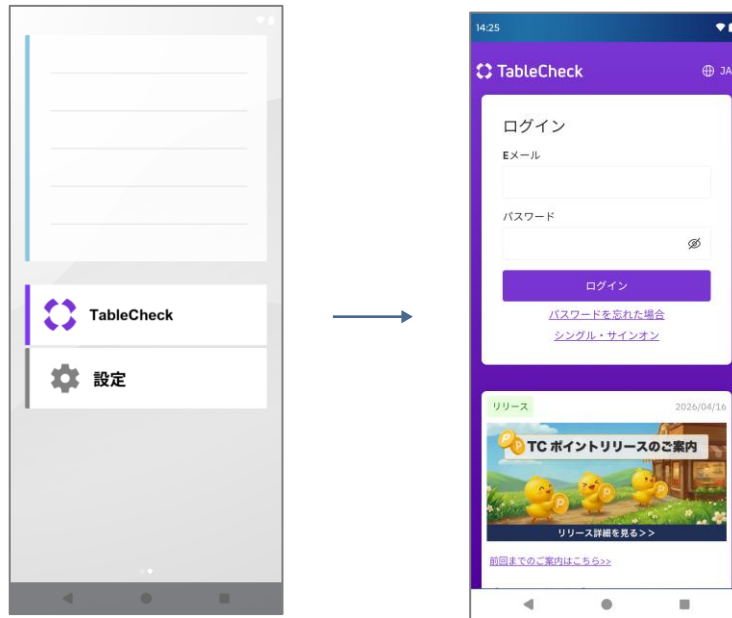 TableCheck
設定
14:25
TableCheck
JA
ログイン
Eメール
パスワード
ログイン
パスワードを忘れた場合
シングル・サインオン
リリース
2026/04/16
TC ポイントリリースのご案内
リリース詳細を見る>>
前回までのご案内はこちら>>